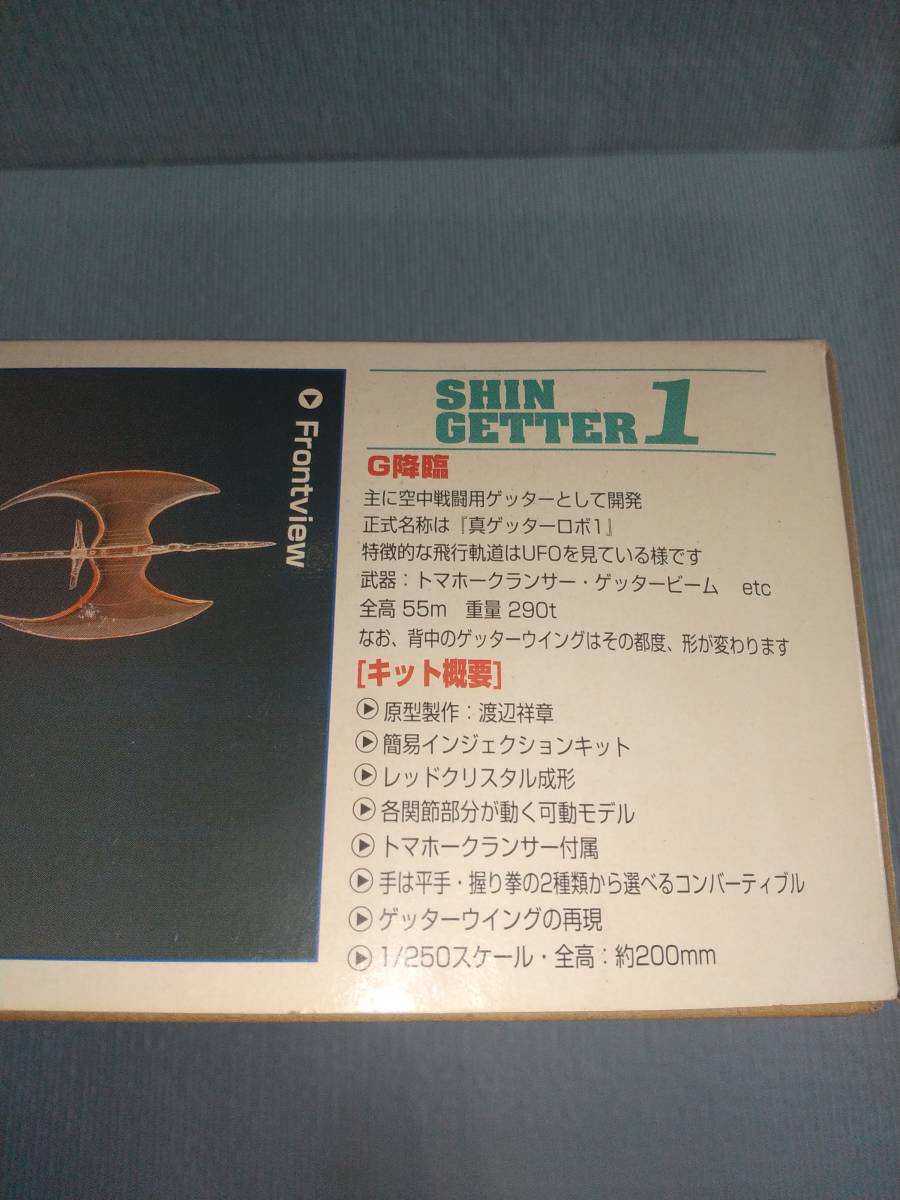 Frontview
SHIN
GETTER 1
G降臨
主に空中戦闘用ゲッターとして開発
正式名称は『真ゲッターロボ1』
特徴的な飛行軌道はUFOを見ている様です
武器：トマホークランサー・ゲッタービーム etc
全高 55m 重量 290t
なお、背中のゲッターウイングはその都度、形が変わります
[キット概要]
原型製作：渡辺祥章
簡易インジェクションキット
レッドクリスタル成形
各関節部分が動く可動モデル
トマホークランサー付属
手は平手・握り拳の2種類から選べるコンバーティブル
ゲッターウイングの再現
1/250スケール・全高：約200mm